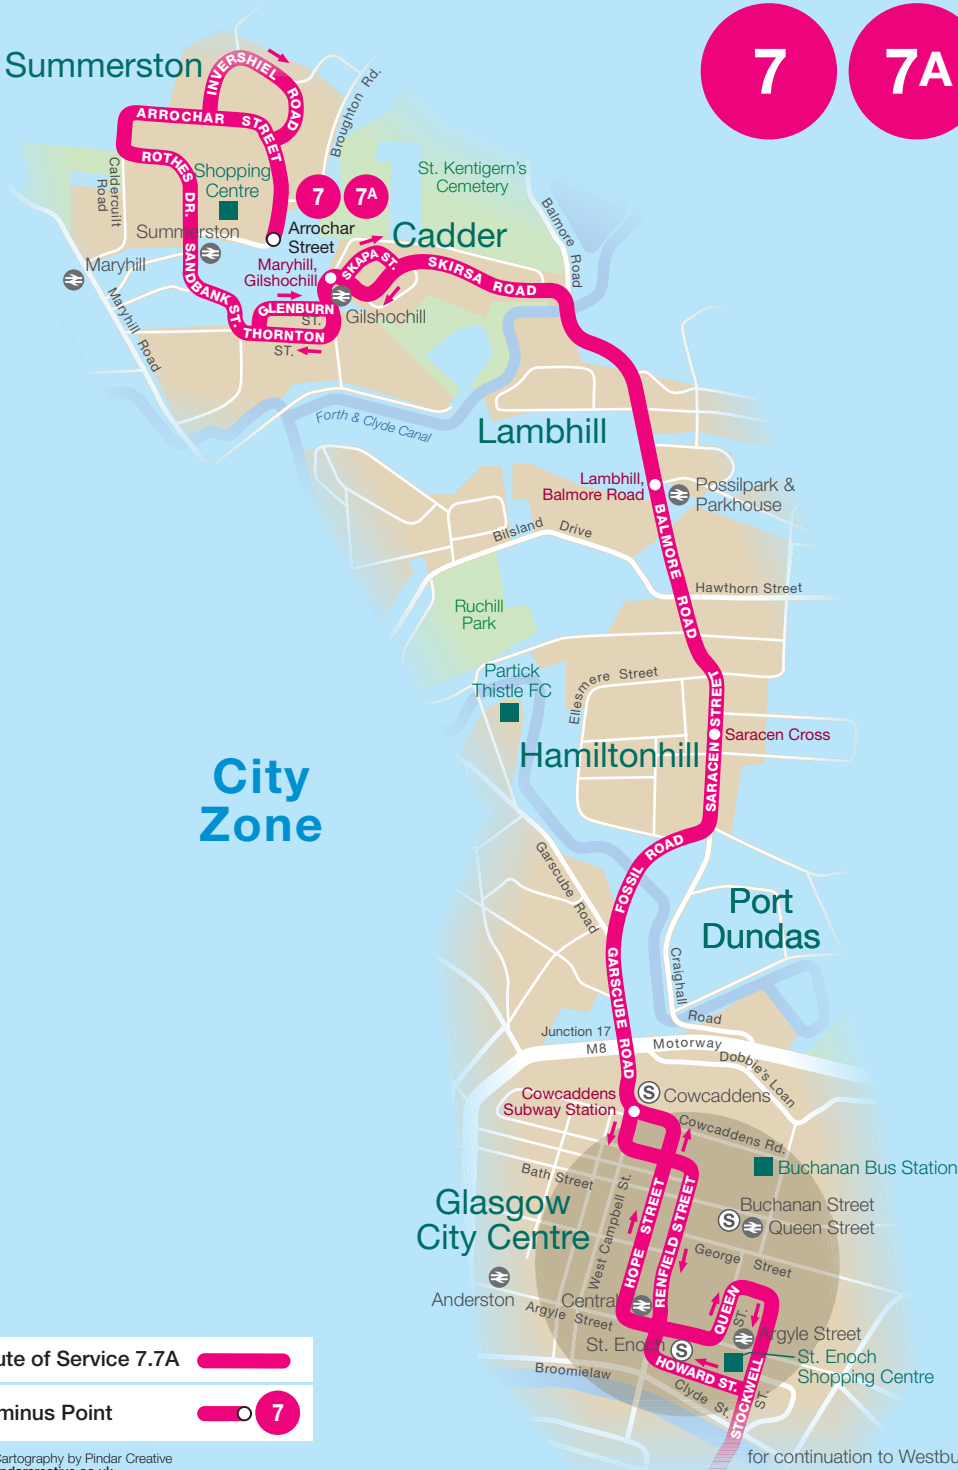 7
7A
Summerston
INVERSHIEL
ROAD
Broughton Rd.
ARROCHAR STREET
ROTHES DR.
Caldercuilt
Road
Shopping
Centre
St. Kentigern's
Cemetery
7
7A
Arrochar
Street
Cadder
Balmore
Road
Summerston
Maryhill
Maryhill,
Gilshochill
SKAPA ST.
SKIRSA ROAD
SANDBANK ST.
GLENBURN
ST.
Gilshochill
THORNTON
ST.
Maryhill Road
Forth & Clyde Canal
Lambhill
Lambhill,
Balmore Road
Possilpark &
Parkhouse
Bilsland Drive
BALMORE ROAD
Hawthorn Street
Ruchill
Park
Partick
Thistle FC
Ellesmere Street
SARACEN STREET
Saracen Cross
Hamiltonhill
City
Zone
Garscube Road
FOSSIL ROAD
Port
Dundas
GARSCUBE ROAD
Craighall
Road
Junction 17
M8
Motorway
Dobbie's Loan
Cowcaddens
Subway Station
S
Cowcaddens
Cowcaddens Rd.
Buchanan Bus Station
Bath Street
West Campbell St.
Glasgow
City Centre
HOPE STREET
RENFIELD STREET
Buchanan Street
S
Queen Street
George Street
Anderston
Central
Argyle Street
QUEEN
ST.
St. Enoch
S
Argyle Street
St. Enoch
Shopping Centre
Broomielaw
HOWARD ST.
Clyde St.
STOCKWELL
ST.
ute of Service 7.7A
minus Point
7
Cartography by Pindar Creative
ndarcreative.co.uk
for continuation to Westbu